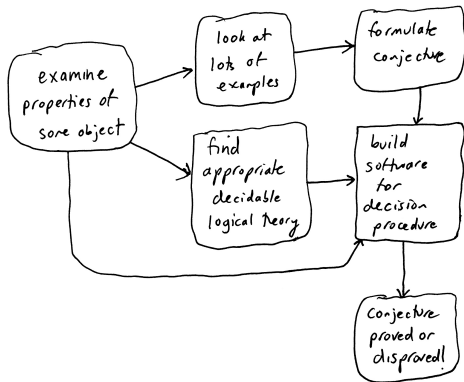 examine
properties of
some object
look at
lots of
examples
formulate
conjecture
find
appropriate
decidable
logical theory
build
software
for
decision
procedure
Conjecture
proved or
disproved!